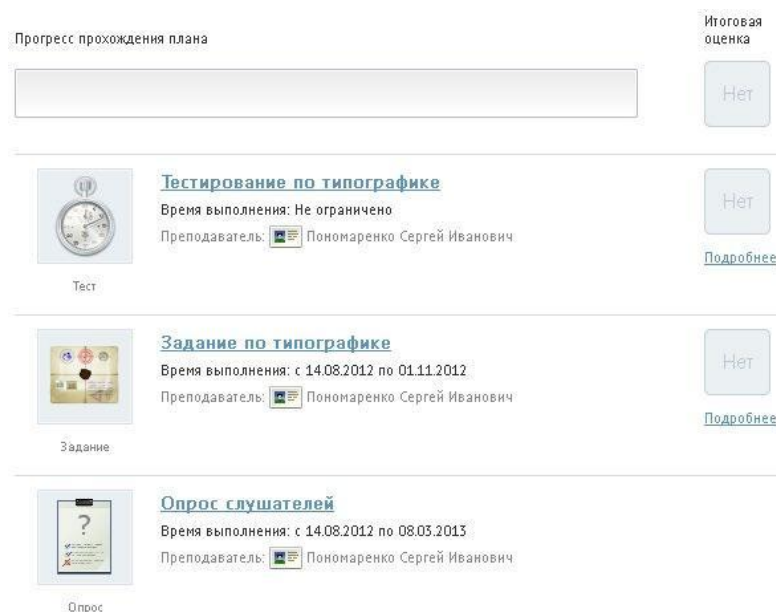 Прогресс прохождения плана
Итоговая
оценка
Нет
Тестирование по типографике
Время выполнения: Не ограничено
Преподаватель: Пономаренко Сергей Иванович
Тест
Нет
Подробнее
Задание по типографике
Время выполнения: с 14.08.2012 по 01.11.2012
Преподаватель: Пономаренко Сергей Иванович
Задание
Нет
Подробнее
Опрос слушателей
Время выполнения: с 14.08.2012 по 08.03.2013
Преподаватель: Пономаренко Сергей Иванович
?
Опрос